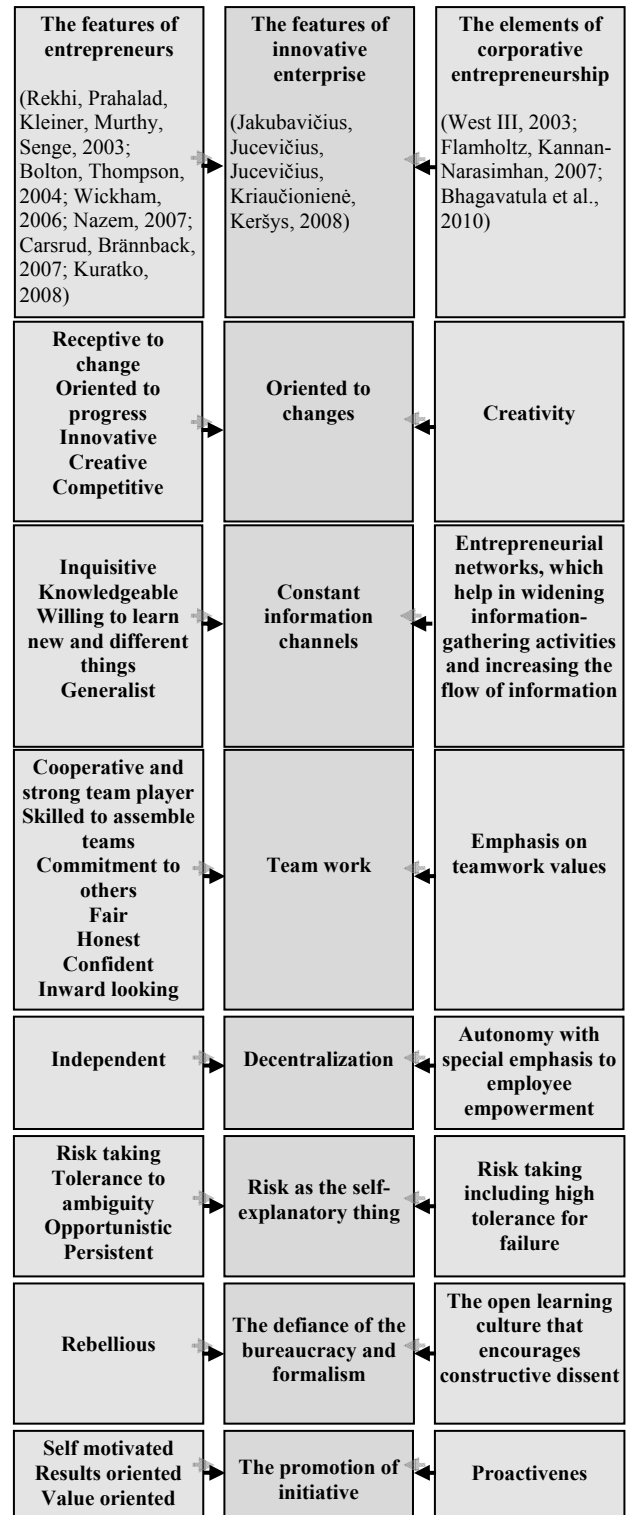 The features of
entrepreneurs
(Rekhi, Prahalad,
Kleiner, Murthy,
Senge, 2003;
Bolton, Thompson,
2004; Wickham,
2006; Nazem, 2007;
Carsrud, Brännback,
2007; Kuratko,
2008)
The features of
innovative
enterprise
(Jakubavičius,
Jucevičius,
Jucevičius,
Kriaučionienė,
Keršys, 2008)
The elements of
corporative
entrepreneurship
(West III, 2003;
Flamholtz, Kannan-
Narasimhan, 2007;
Bhagavatula et al.,
2010)
Receptive to
change
Oriented to
progress
Innovative
Creative
Competitive
Oriented to
changes
Creativity
Inquisitive
Knowledgeable
Willing to learn
new and different
things
Generalist
Constant
information
channels
Entrepreneurial
networks, which
help in widening
information-
gathering activities
and increasing the
flow of information
Cooperative and
strong team player
Skilled to assemble
teams
Commitment to
others
Fair
Honest
Confident
Inward looking
Team work
Emphasis on
teamwork values
Independent
Decentralization
Autonomy with
special emphasis to
employee
empowerment
Risk taking
Tolerance to
ambiguity
Opportunistic
Persistent
Risk as the self-
explanatory thing
Risk taking
including high
tolerance for
failure
Rebellious
The defiance of the
bureaucracy and
formalism
The open learning
culture that
encourages
constructive dissent
Self motivated
Results oriented
Value oriented
The promotion of
initiative
Proactivenes